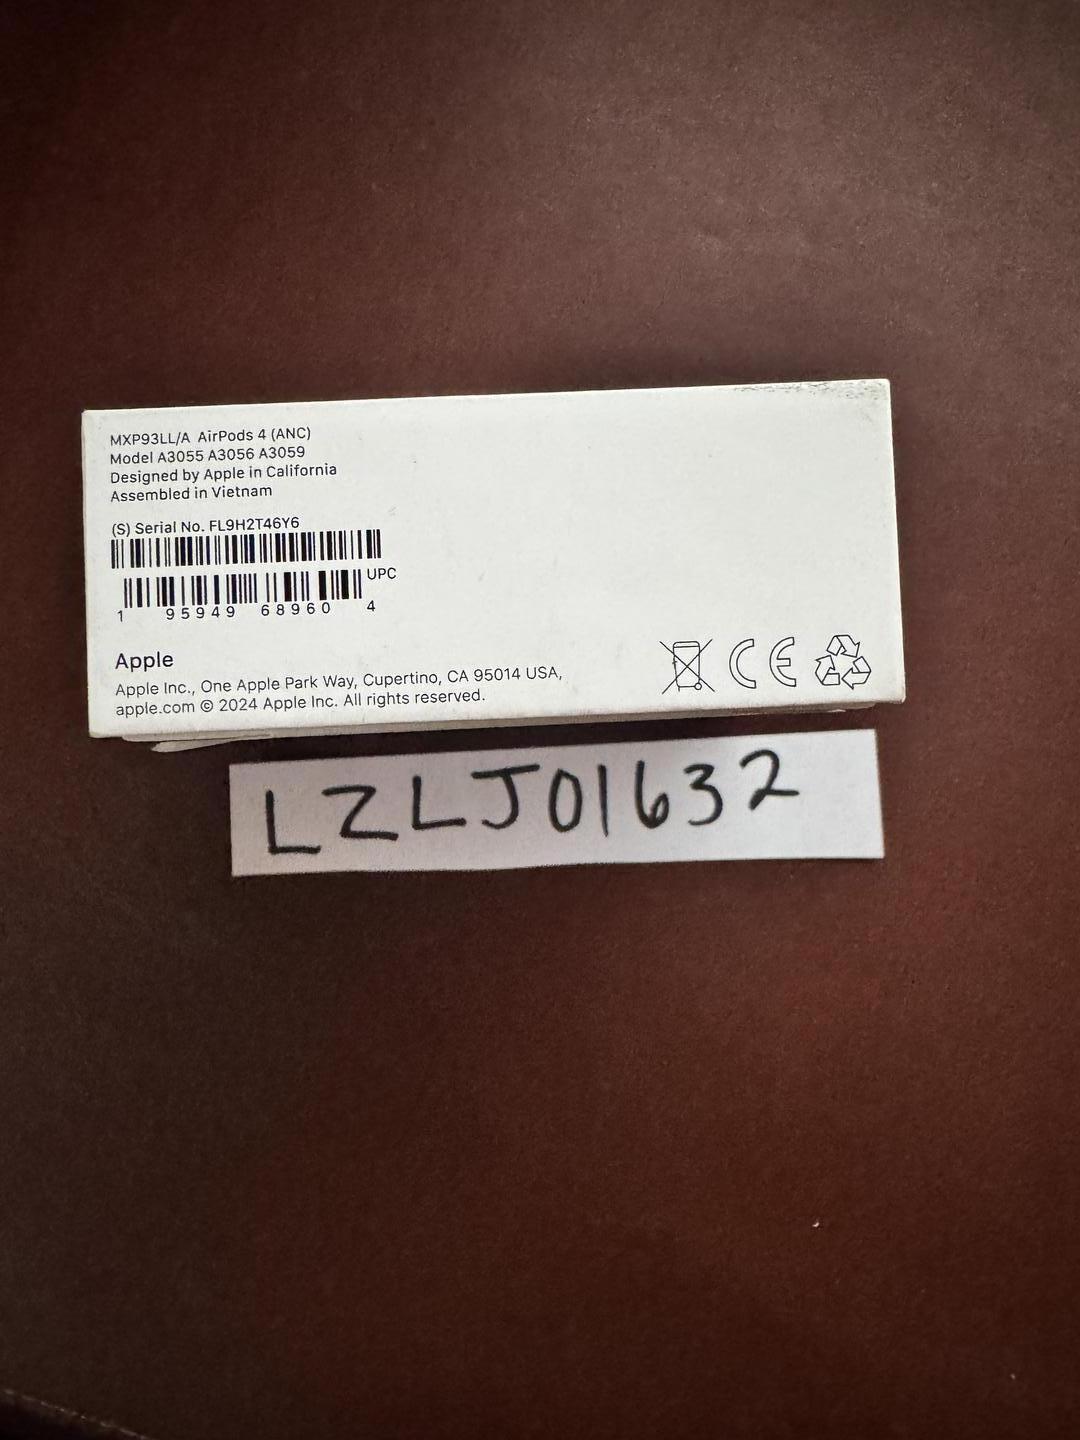 MXP93LL/A AirPods 4 (ANC)
Model A3055 A3056 A3059
Designed by Apple in California
Assembled in Vietnam
(S) Serial No. FL9H2T46Y6
UPC
1 95949 68960 4
Apple
Apple Inc., One Apple Park Way, Cupertino, CA 95014 USA,
apple.com © 2024 Apple Inc. All rights reserved.
CE
LZLJ01632